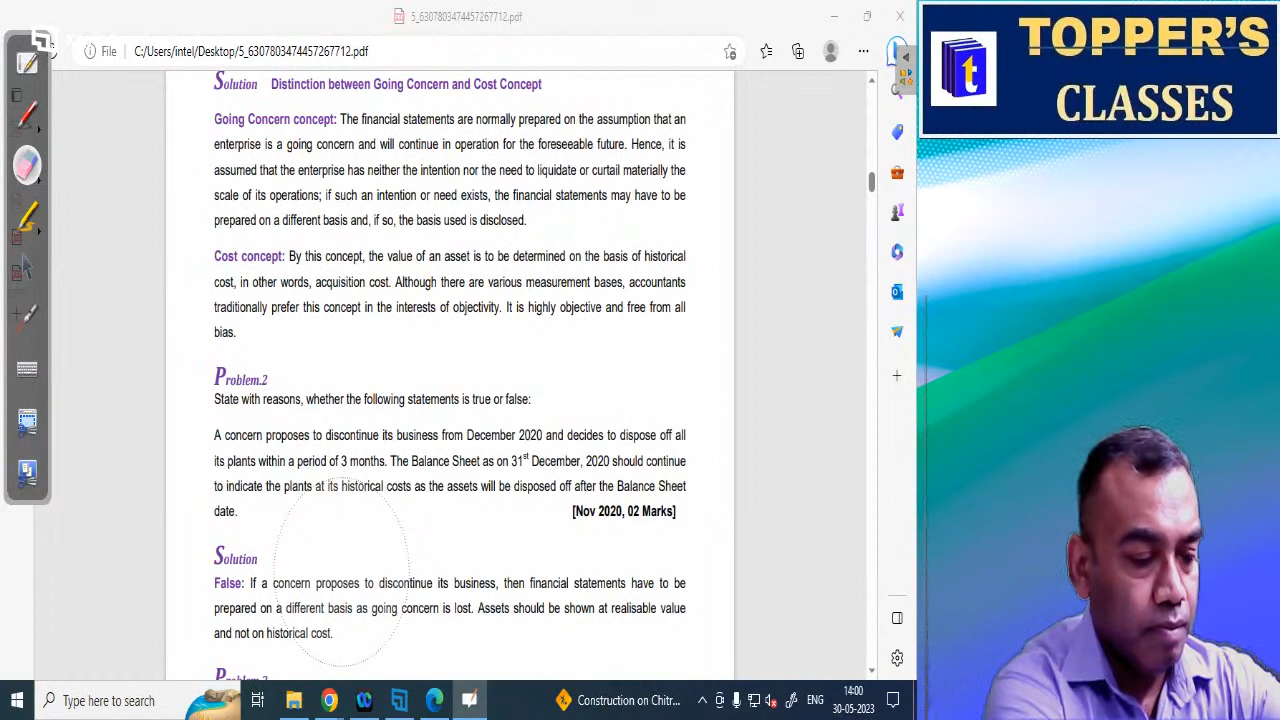 5_6307803474457267712.pdf
File C:/Users/intel/Desktop/ 03474457267712.pdf
TOPPER'S
CLASSES
t
Solution Distinction between Going Concern and Cost Concept
Going Concern concept: The financial statements are normally prepared on the assumption that an
enterprise is a going concern and will continue in operation for the foreseeable future. Hence, it is
assumed that the enterprise has neither the intention nor the need to liquidate or curtail materially the
scale of its operations; if such an intention or need exists, the financial statements may have to be
prepared on a different basis and, if so, the basis used is disclosed.
Cost concept: By this concept, the value of an asset is to be determined on the basis of historical
cost, in other words, acquisition cost. Although there are various measurement bases, accountants
traditionally prefer this concept in the interests of objectivity. It is highly objective and free from all
bias.
Problem.2
State with reasons, whether the following statements is true or false:
A concern proposes to discontinue its business from December 2020 and decides to dispose off all
its plants within a period of 3 months. The Balance Sheet as on 31st December, 2020 should continue
to indicate the plants at its historical costs as the assets will be disposed off after the Balance Sheet
date. [Nov 2020, 02 Marks]
Solution
False: If a concern proposes to discontinue its business, then financial statements have to be
prepared on a different basis as going concern is lost. Assets should be shown at realisable value
and not on historical cost.
Problem.3
Type here to search
Construction on Chitr...
ENG
14:00
30-05-2023